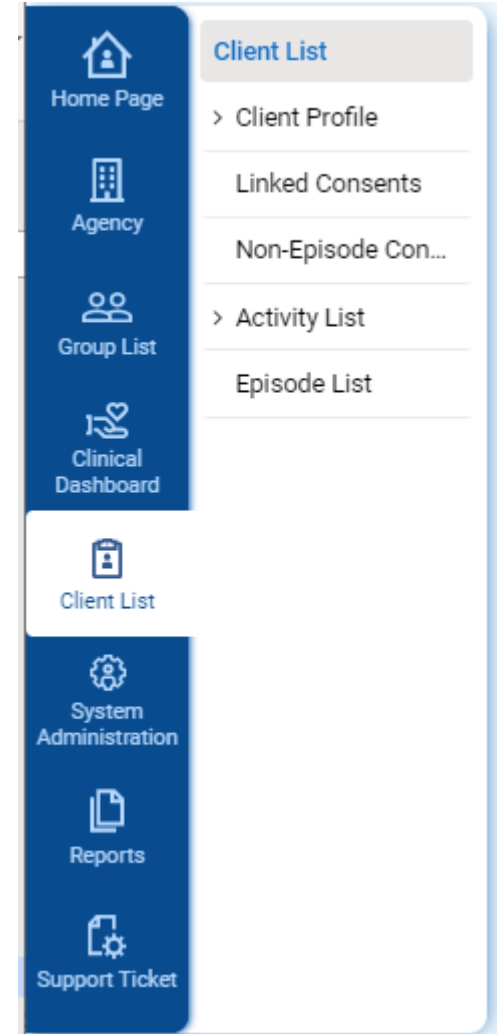 Home Page
Agency
Group List
Clinical
Dashboard
Client List
System
Administration
Reports
Support Ticket
Client List
> Client Profile
Linked Consents
Non-Episode Con...
> Activity List
Episode List